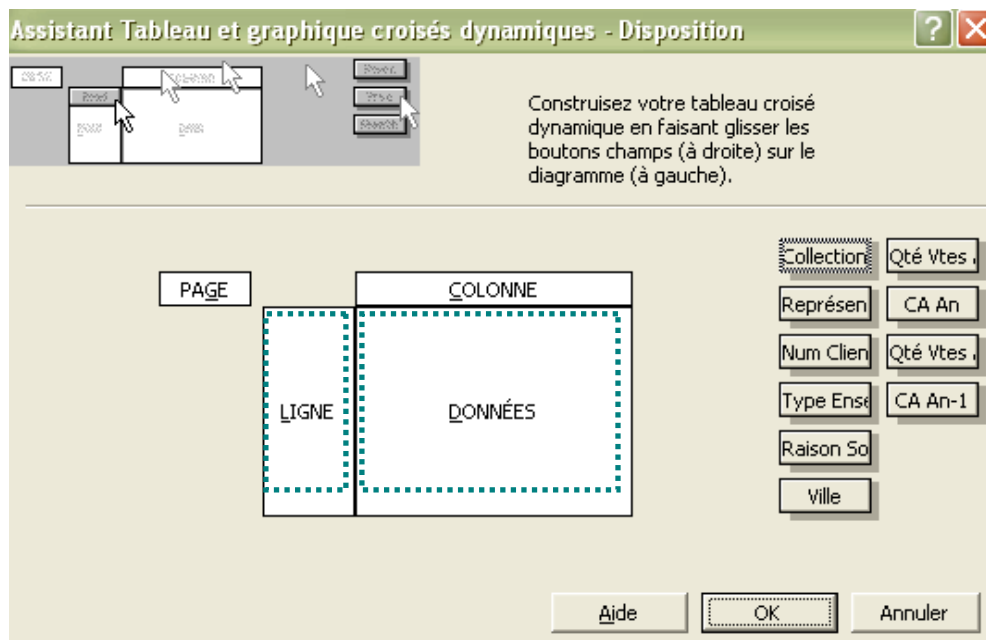 Assistant Tableau et graphique croisés dynamiques - Disposition
Construisez votre tableau croisé
dynamique en faisant glisser les
boutons champs (à droite) sur le
diagramme (à gauche).
PAGE
COLONNE
LIGNE
DONNÉES
Collection
Qté Vtes
Représen
CA An
Num Clien
Qté Vtes
Type Ense
CA An-1
Raison So
Ville
Aide
OK
Annuler